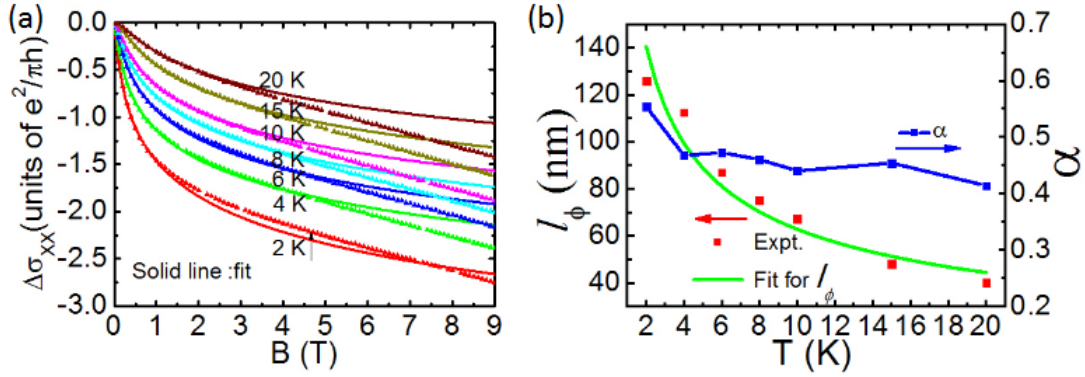 (a)
Δσxx(units of e²/πh)
0.0
-0.5
-1.0
-1.5
-2.0
-2.5
-3.0
20 K
15 K
10 K
8 K
6 K
4 K
2 K
Solid line :fit
0 1 2 3 4 5 6 7 8 9
B (T)
(b)
lϕ (nm)
140
120
100
80
60
40
α
Expt.
Fit for lϕ
2 4 6 8 10 12 14 16 18 20
T (K)
0.7
0.6
0.5
0.4
0.3
0.2
α